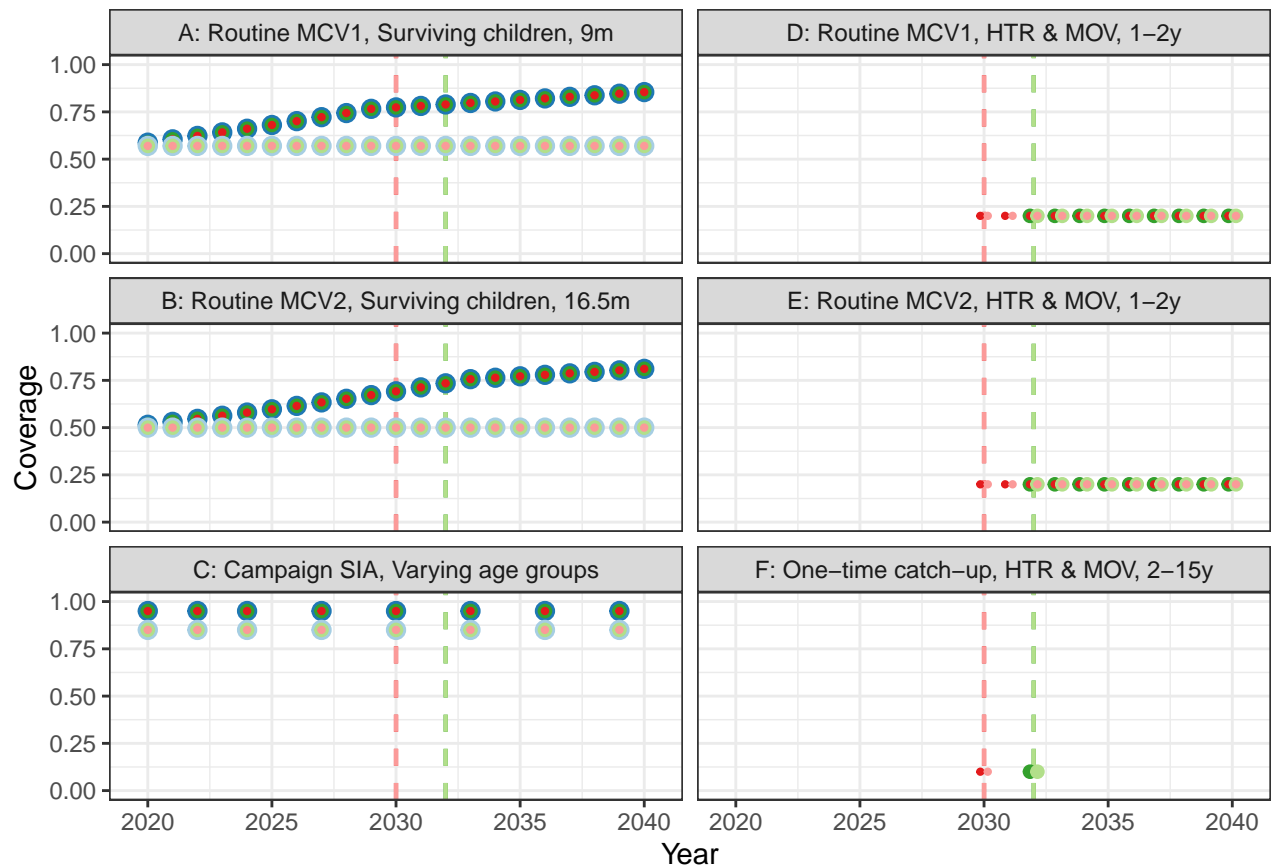 A: Routine MCV1, Surviving children, 9m
D: Routine MCV1, HTR & MOV, 1−2y
1.00
0.75
0.50
0.25
0.00
B: Routine MCV2, Surviving children, 16.5m
E: Routine MCV2, HTR & MOV, 1−2y
1.00
0.75
0.50
0.25
0.00
Coverage
C: Campaign SIA, Varying age groups
F: One−time catch−up, HTR & MOV, 2−15y
1.00
0.75
0.50
0.25
0.00
2020 2025 2030 2035 2040 2020 2025 2030 2035 2040
Year